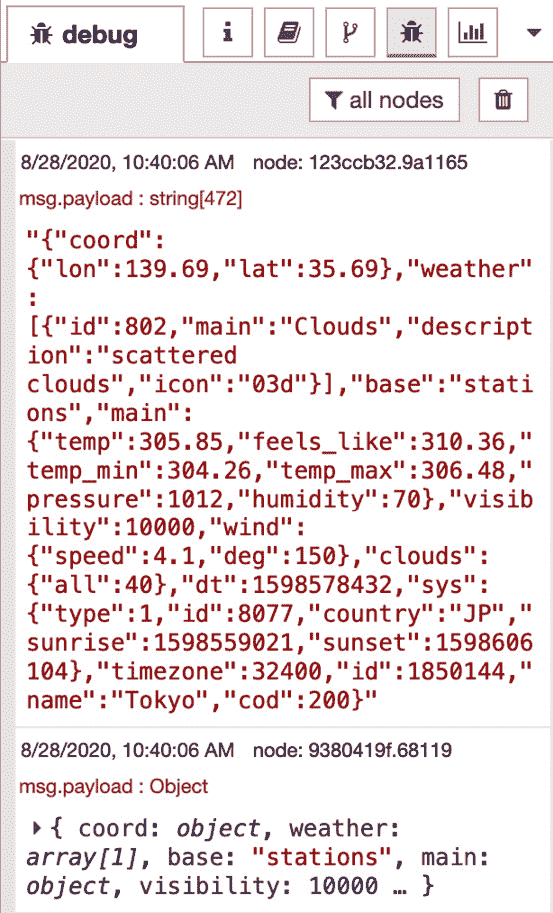 debug
i
all nodes
8/28/2020, 10:40:06 AM node: 123ccb32.9a1165
msg.payload : string[472]
"{"coord":
{"lon":139.69,"lat":35.69},"weather"
:
[{"id":802,"main":"Clouds","descript
ion":"scattered
clouds","icon":"03d"}],"base":"stati
ons","main":
{"temp":305.85,"feels_like":310.36,"
temp_min":304.26,"temp_max":306.48,"
pressure":1012,"humidity":70},"visib
ility":10000,"wind":
{"speed":4.1,"deg":150},"clouds":
{"all":40},"dt":1598578432,"sys":
{"type":1,"id":8077,"country":"JP","
sunrise":1598559021,"sunset":1598606
104},"timezone":32400,"id":1850144,"
name":"Tokyo","cod":200}"
8/28/2020, 10:40:06 AM node: 9380419f.68119
msg.payload : Object
{ coord: object, weather:
array[1], base: "stations", main:
object, visibility: 10000 … }